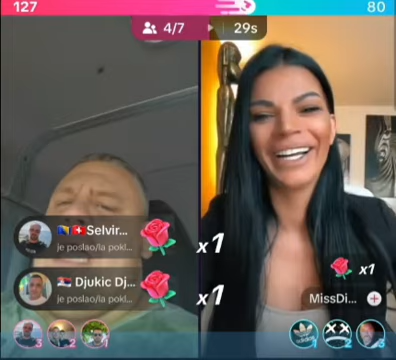 127
80
4/7
29s
Selvir...
je poslao/la pokl...
x1
Djukic Dj...
je poslao/la pokl...
x1
x1
MissDi...
3
2
1
2
3